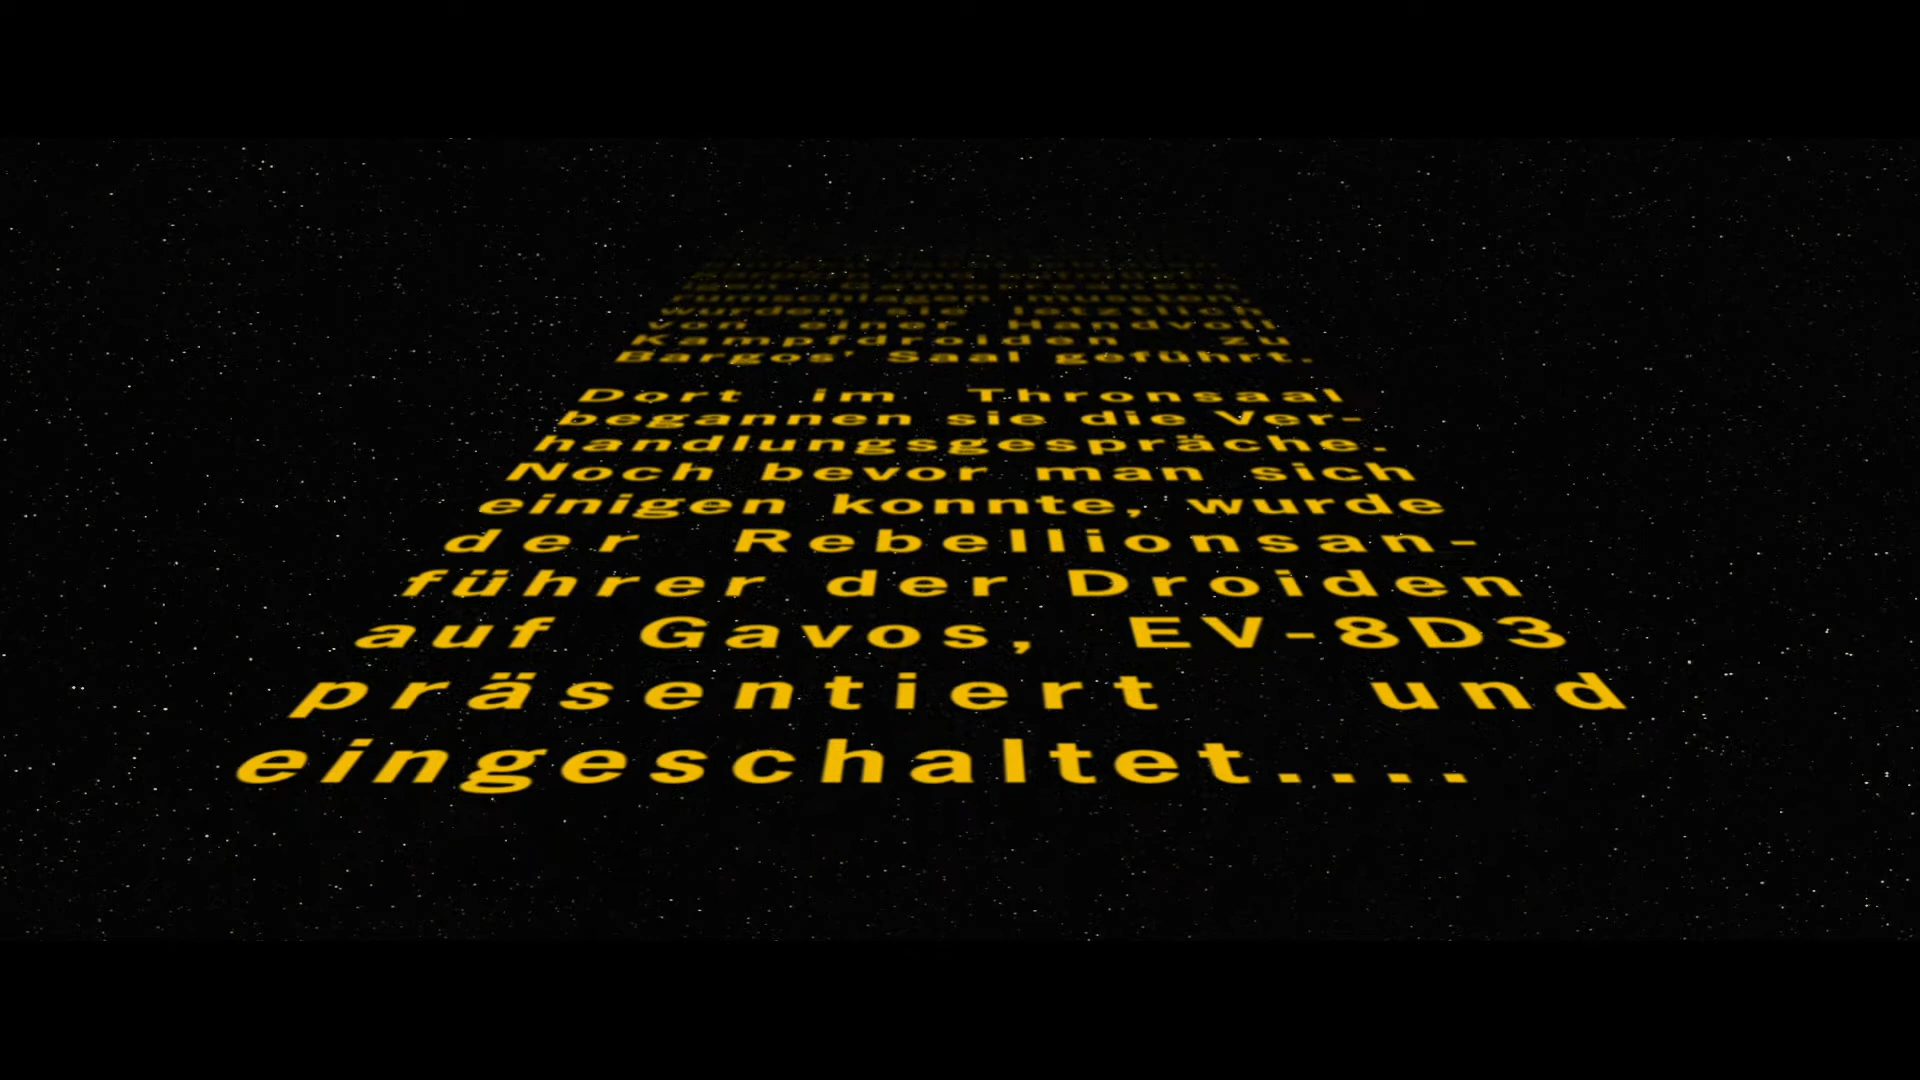 umschlagen mussten,
wurden sie letztlich
von einer Handvoll
Kampfdroiden zu
Bargos' Saal geführt.
Dort im Thronsaal
begannen sie die Ver-
handlungsgespräche.
Noch bevor man sich
einigen konnte, wurde
der Rebellionsan-
führer der Droiden
auf Gavos, EV-8D3
präsentiert und
eingeschaltet....